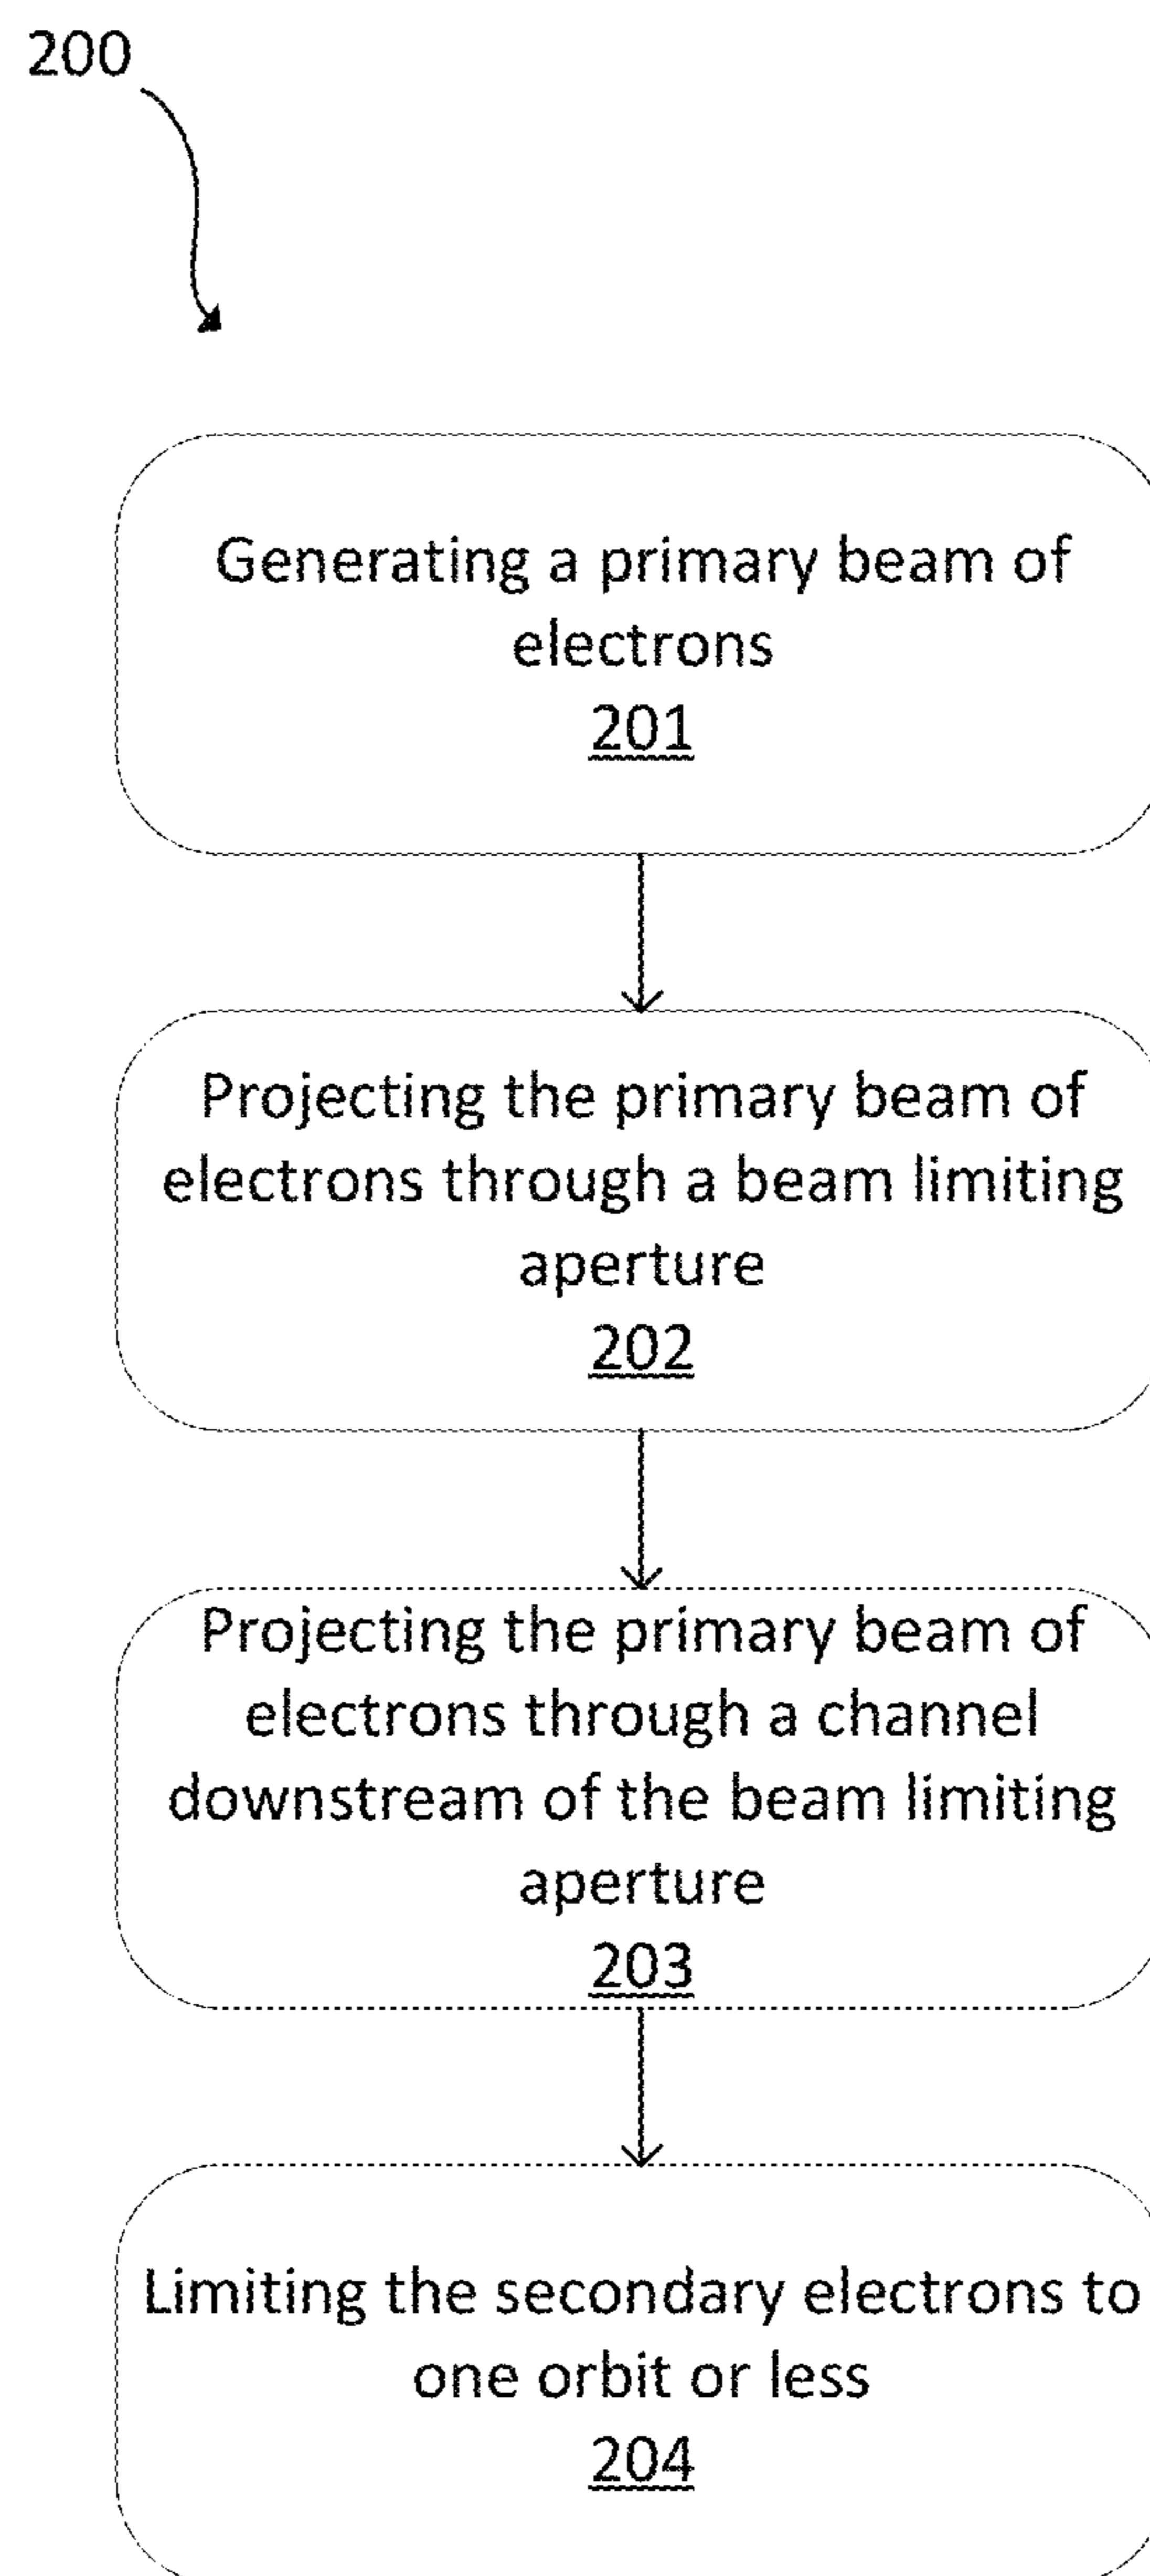 200
Generating a primary beam of
electrons
201
Projecting the primary beam of
electrons through a beam limiting
aperture
202
Projecting the primary beam of
electrons through a channel
downstream of the beam limiting
aperture
203
Limiting the secondary electrons to
one orbit or less
204